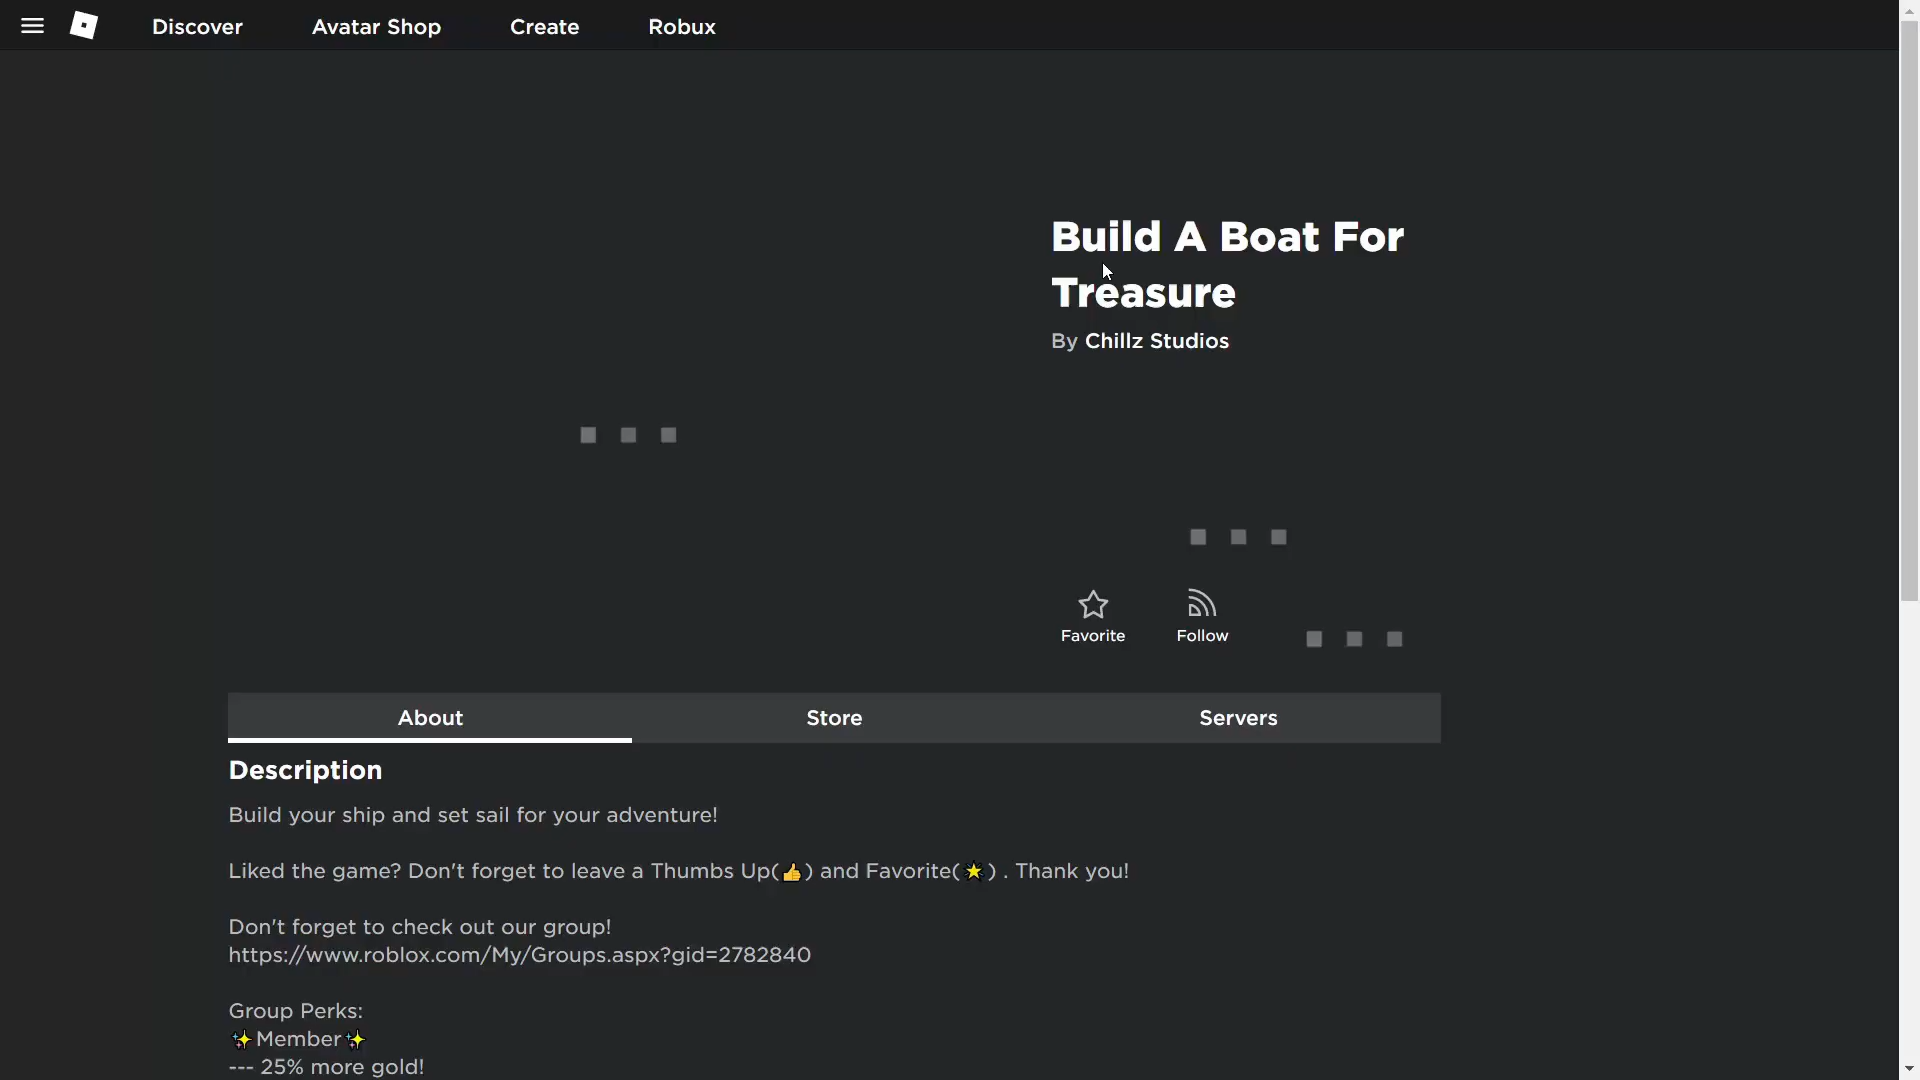 Discover Avatar Shop Create Robux
Build A Boat For
Treasure
By Chillz Studios
Favorite Follow
About Store Servers
Description
Build your ship and set sail for your adventure!
Liked the game? Don't forget to leave a Thumbs Up(👍) and Favorite(⭐) . Thank you!
Don't forget to check out our group!
https://www.roblox.com/My/Groups.aspx?gid=2782840
Group Perks:
✨Member✨
--- 25% more gold!